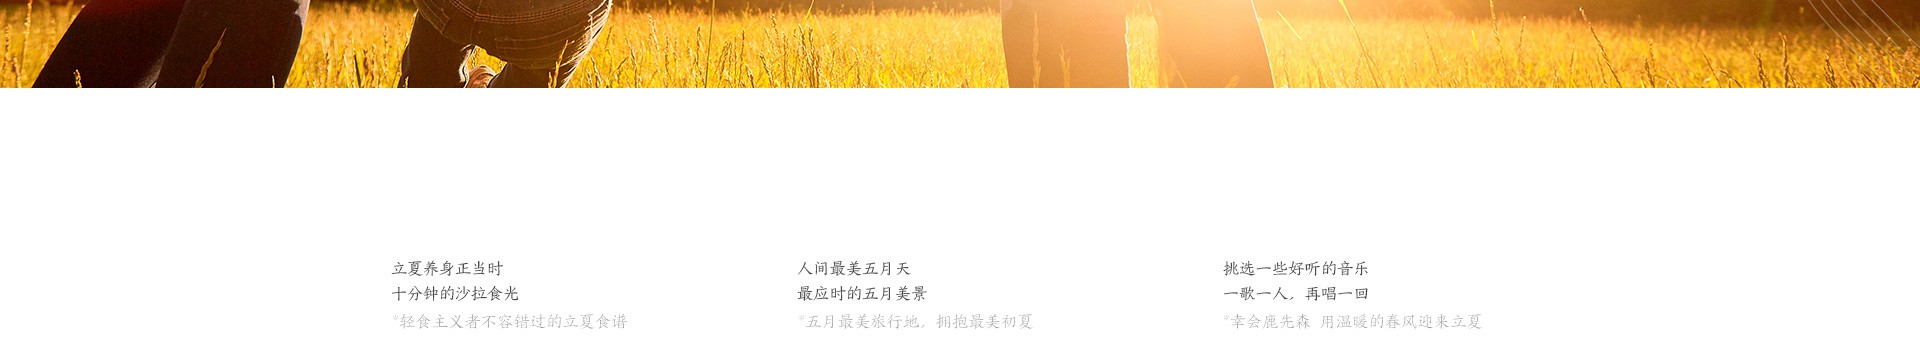 立夏养身正当时
十分钟的沙拉食光
*轻食主义者不容错过的立夏食谱
人间最美五月天
最应时的五月美景
*五月最美旅行地，拥抱最美初夏
挑选一些好听的音乐
一歌一人，再唱一回
*幸会鹿先森 用温暖的春风迎来立夏